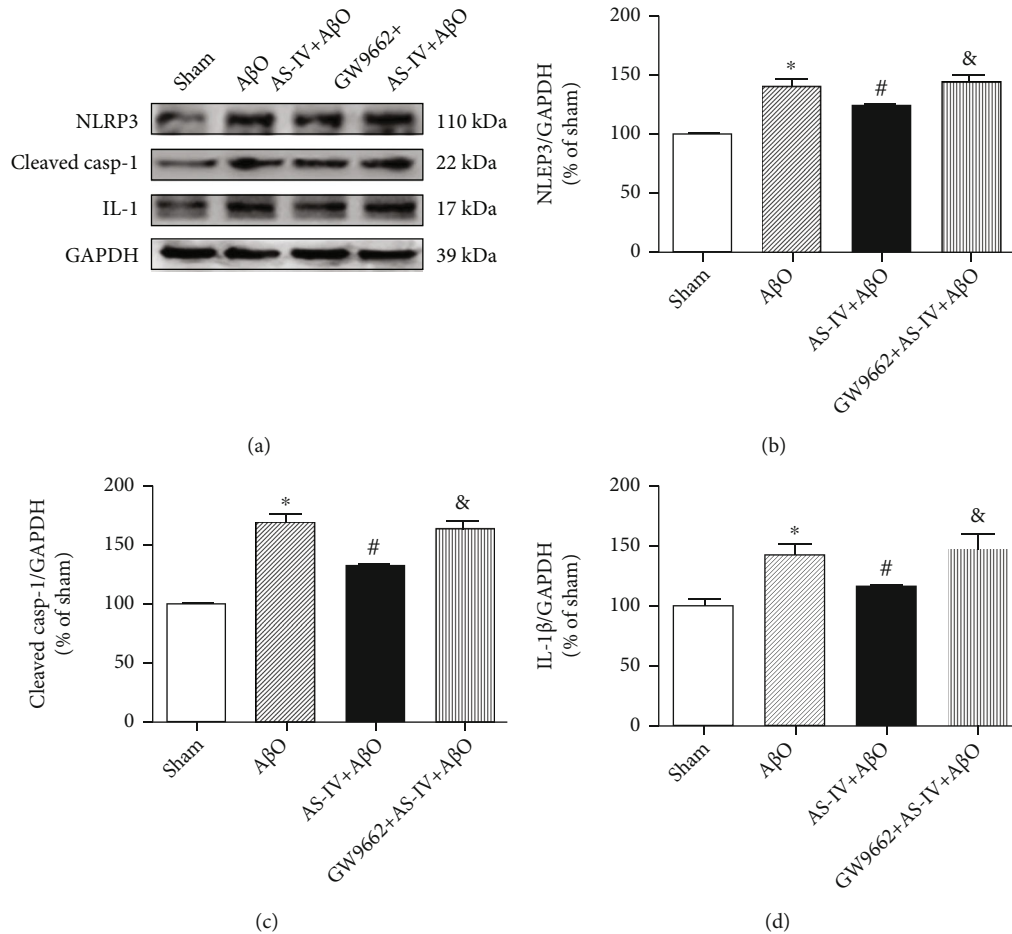 Sham
AβO
AS-IV+AβO
GW9662+
AS-IV+AβO
NLRP3
110 kDa
Cleaved casp-1
22 kDa
IL-1
17 kDa
GAPDH
39 kDa
(a)
NLEP3/GAPDH
(% of sham)
200
150
100
50
0
*
#
&
Sham
AβO
AS-IV+AβO
GW9662+AS-IV+AβO
(b)
Cleaved casp-1/GAPDH
(% of sham)
200
150
100
50
0
*
#
&
Sham
AβO
AS-IV+AβO
GW9662+AS-IV+AβO
(c)
IL-1β/GAPDH
(% of sham)
200
150
100
50
0
*
#
&
Sham
AβO
AS-IV+AβO
GW9662+AS-IV+AβO
(d)